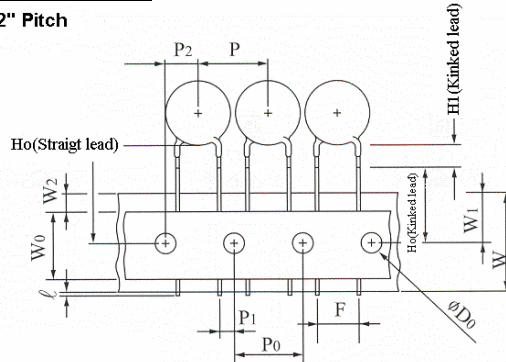 2" Pitch
P2
P
H1(Kinked lead)
Ho(Straigt lead)
W2
W0
Ho(Kinked lead)
W1
W
ℓ
P1
F
P0
øD0